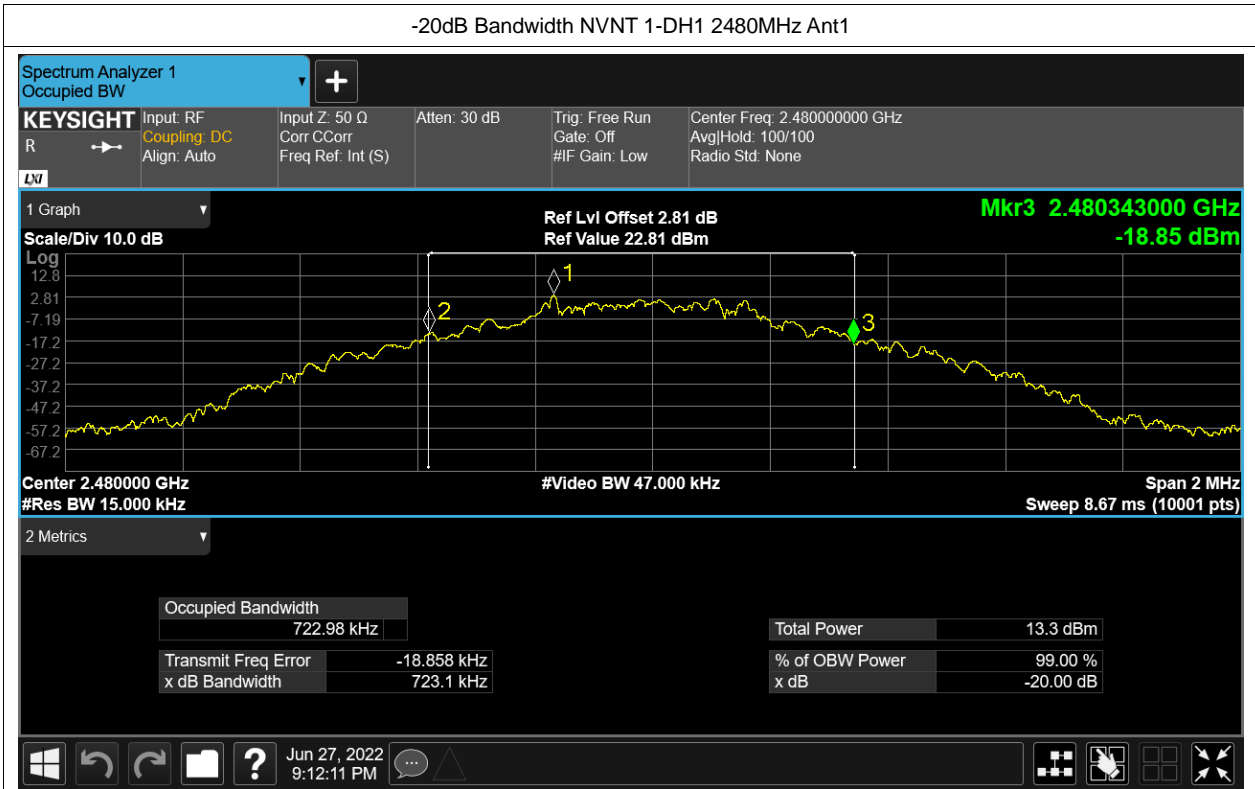 -20dB Bandwidth NVNT 1-DH1 2480MHz Ant1
Spectrum Analyzer 1
Occupied BW
KEYSIGHT
R
LXI
Input: RF
Coupling: DC
Align: Auto
Input Z: 50 Ω
Corr CCorr
Freq Ref: Int (S)
Atten: 30 dB
Trig: Free Run
Gate: Off
#IF Gain: Low
Center Freq: 2.480000000 GHz
Avg|Hold: 100/100
Radio Std: None
1 Graph
Scale/Div 10.0 dB
Ref Lvl Offset 2.81 dB
Ref Value 22.81 dBm
Mkr3 2.480343000 GHz
-18.85 dBm
Log
12.8
2.81
-7.19
-17.2
-27.2
-37.2
-47.2
-57.2
-67.2
1
2
3
Center 2.480000 GHz
#Video BW 47.000 kHz
Span 2 MHz
#Res BW 15.000 kHz
Sweep 8.67 ms (10001 pts)
2 Metrics
Occupied Bandwidth
722.98 kHz
Total Power 13.3 dBm
Transmit Freq Error -18.858 kHz
% of OBW Power 99.00 %
x dB Bandwidth 723.1 kHz
x dB -20.00 dB
?
Jun 27, 2022
9:12:11 PM